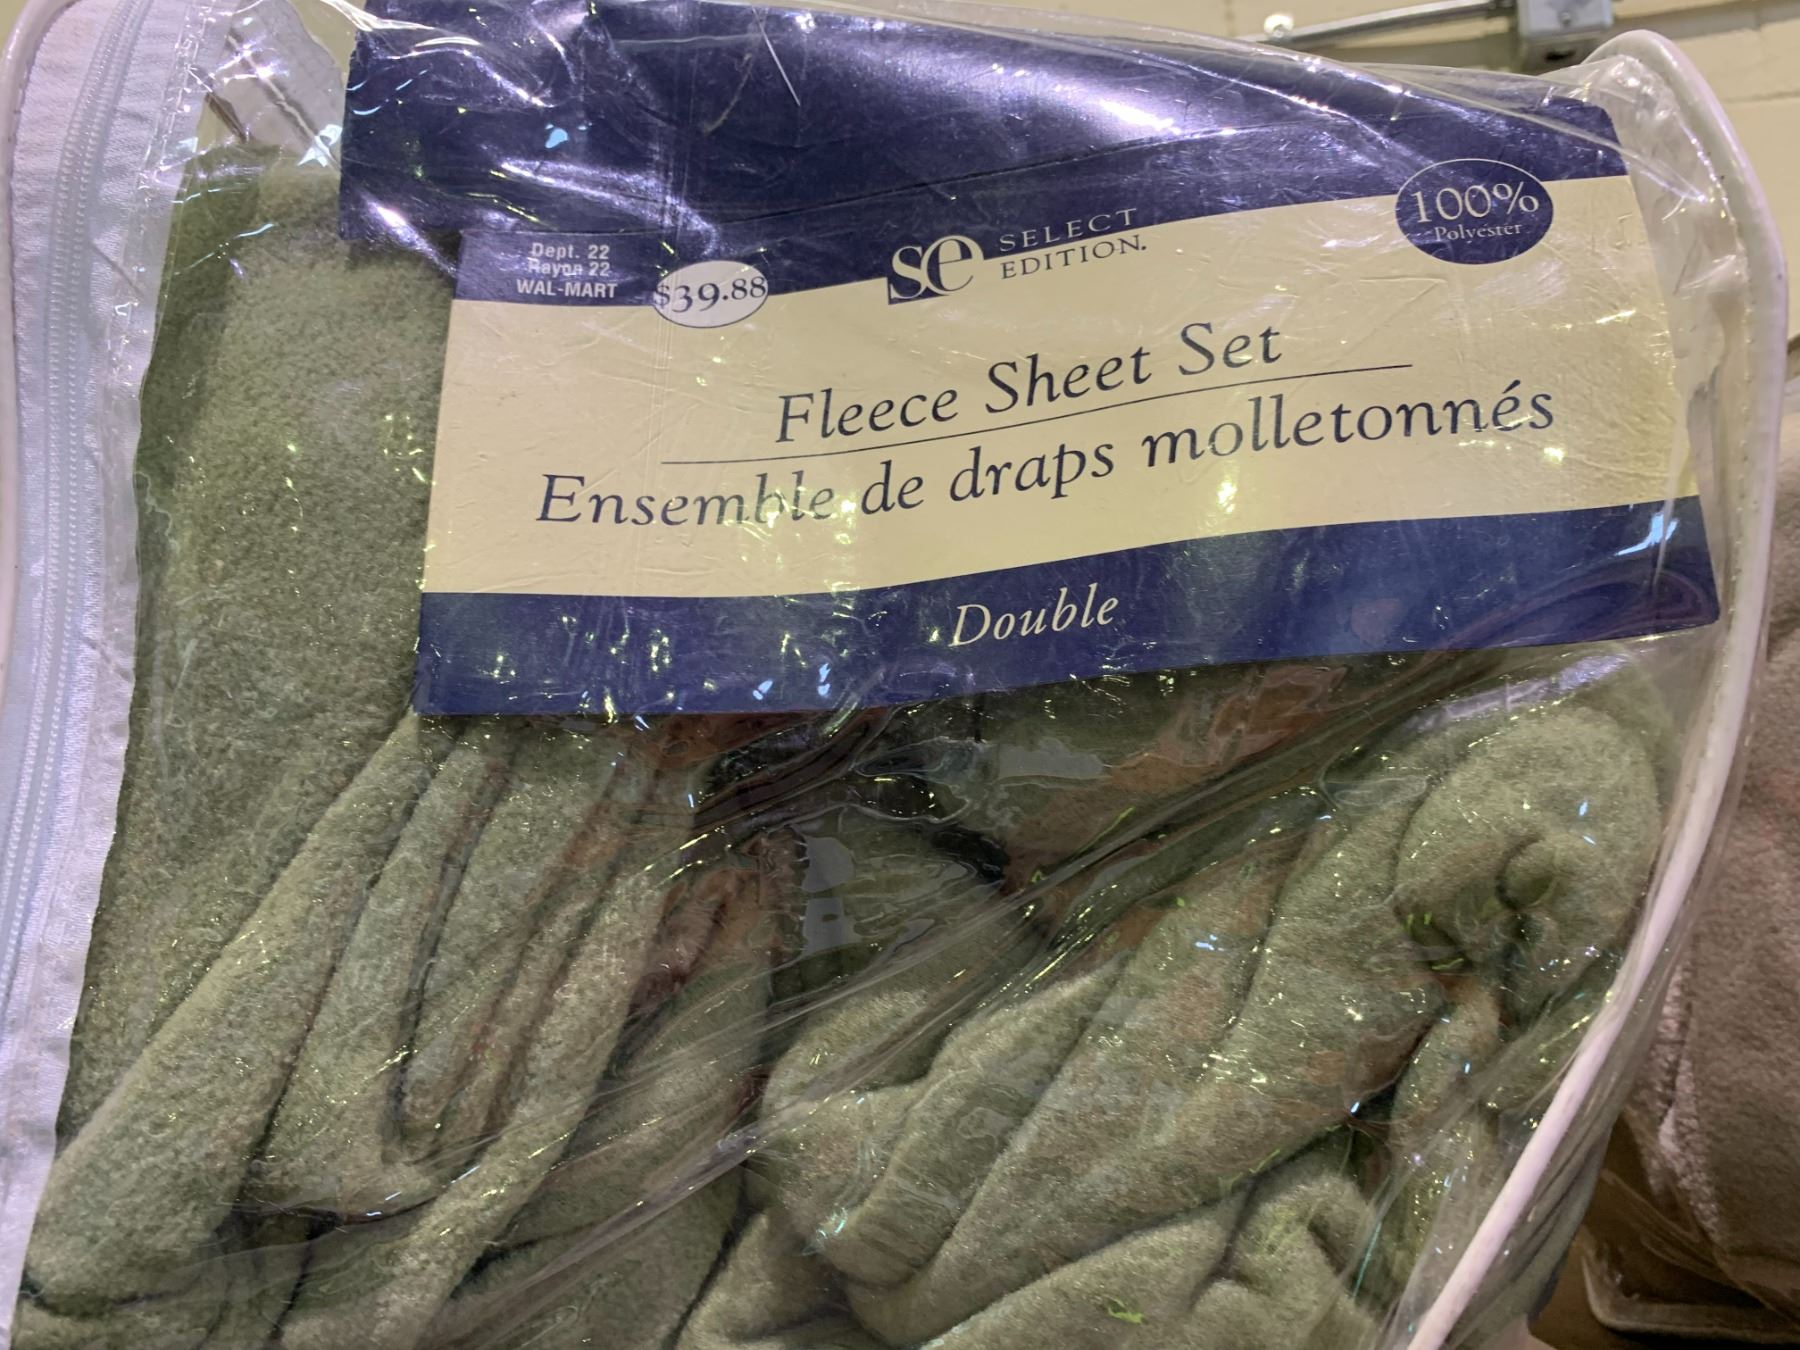 Dept. 22
Rayon 22
WAL-MART
$39.88
se SELECT
EDITION.
100%
Polyester
Fleece Sheet Set
Ensemble de draps molletonnés
Double